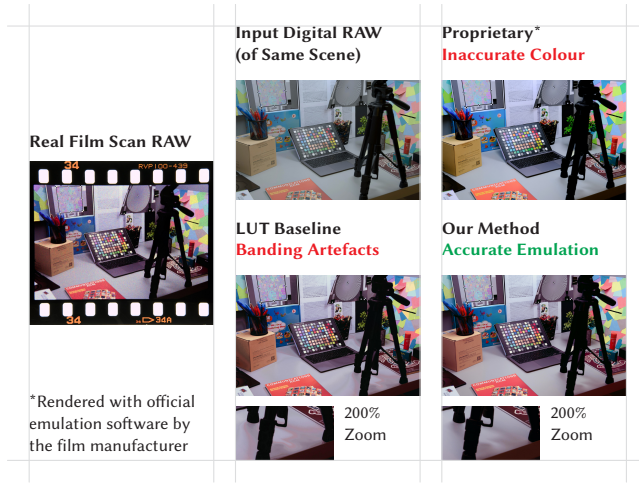 Real Film Scan RAW
34
RVP100-439
34
34A
*Rendered with official
emulation software by
the film manufacturer
Input Digital RAW
(of Same Scene)
Proprietary*
Inaccurate Colour
LUT Baseline
Banding Artefacts
200%
Zoom
Our Method
Accurate Emulation
200%
Zoom